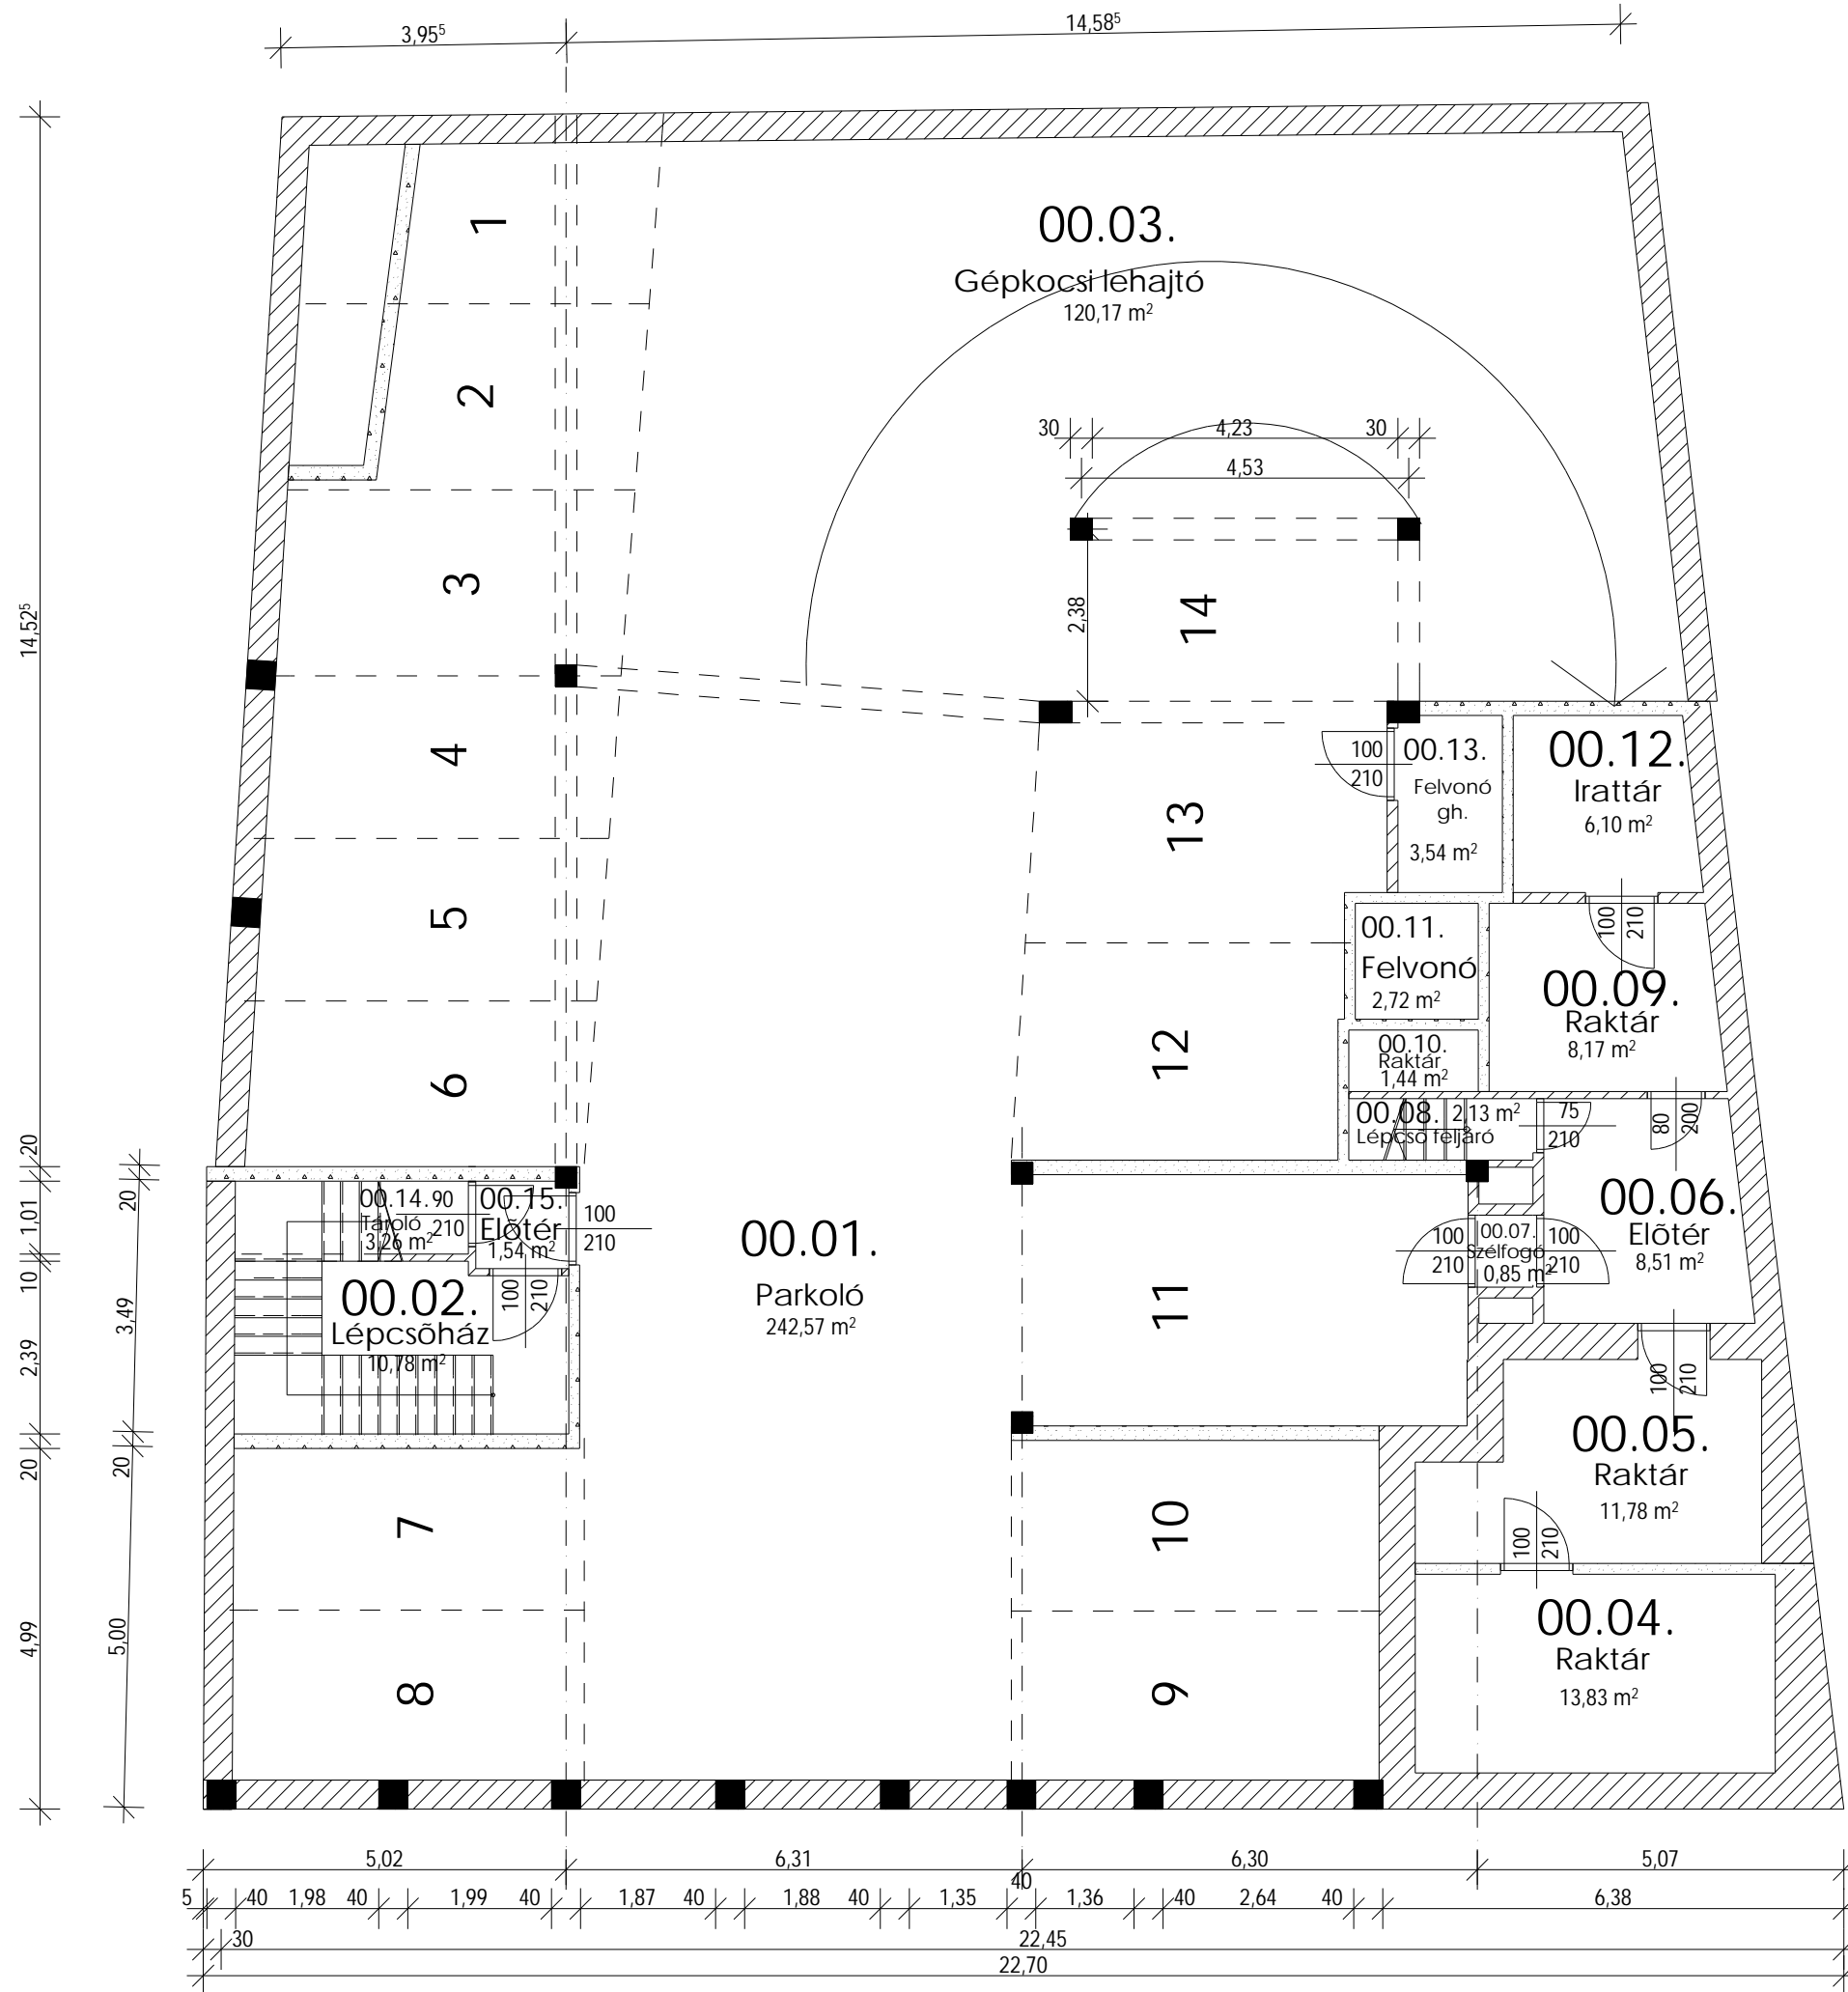 3,95⁵
14,58⁵
1
00.03.
Gépkocsi lehajtó
120,17 m²
2
30
4,23
30
4,53
3
14
2,38
14,52⁵
4
100
210
00.13.
Felvonó
gh.
3,54 m²
00.12.
Irattár
6,10 m²
13
5
00.11.
Felvonó
2,72 m²
100
210
00.09.
Raktár
8,17 m²
12
6
00.10.
Raktár
1,44 m²
00.08. 2,13 m²
Lépcsõ feljáró
75
210
80
200
20
20
1,01
10
3,49
2,39
20
20
4,99
5,00
00.14.
Tároló
3,26 m²
90
210
00.15.
Elõtér
1,54 m²
100
210
00.02.
Lépcsõház
10,78 m²
100
210
00.01.
Parkoló
242,57 m²
11
100
210
00.07.
Szélfogó
0,85 m²
100
210
00.06.
Elõtér
8,51 m²
100
210
00.05.
Raktár
11,78 m²
7
10
100
210
00.04.
Raktár
13,83 m²
8
9
5,02
6,31
6,30
5,07
5
40
1,98
40
1,99
40
1,87
40
1,88
40
1,35
40
1,36
40
2,64
40
6,38
30
22,45
22,70